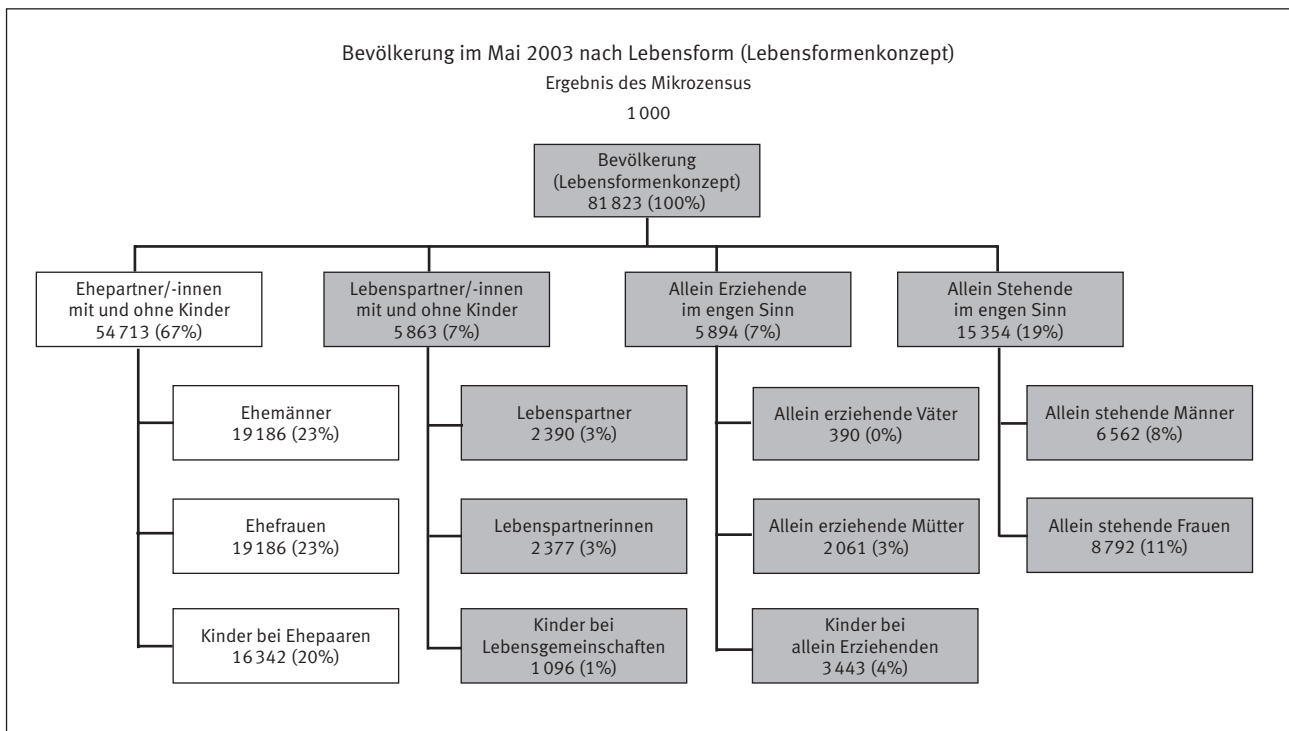 Bevölkerung im Mai 2003 nach Lebensform (Lebensformenkonzept)
Ergebnis des Mikrozensus
1 000
Bevölkerung
(Lebensformenkonzept)
81 823 (100%)
Ehepartner/-innen
mit und ohne Kinder
54 713 (67%)
Lebenspartner/-innen
mit und ohne Kinder
5 863 (7%)
Allein Erziehende
im engen Sinn
5 894 (7%)
Allein Stehende
im engen Sinn
15 354 (19%)
Ehemänner
19 186 (23%)
Lebenspartner
2 390 (3%)
Allein erziehende Väter
390 (0%)
Allein stehende Männer
6 562 (8%)
Ehefrauen
19 186 (23%)
Lebenspartnerinnen
2 377 (3%)
Allein erziehende Mütter
2 061 (3%)
Allein stehende Frauen
8 792 (11%)
Kinder bei Ehepaaren
16 342 (20%)
Kinder bei
Lebensgemeinschaften
1 096 (1%)
Kinder bei
allein Erziehenden
3 443 (4%)